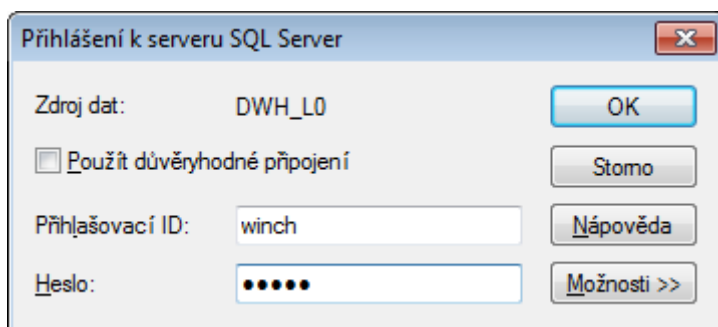 Přihlášení k serveru SQL Server
Zdroj dat: DWH_L0 OK
Použít důvěryhodné připojení Storno
Přihlašovací ID: winch Nápověda
Heslo: ●●●●● Možnosti >>